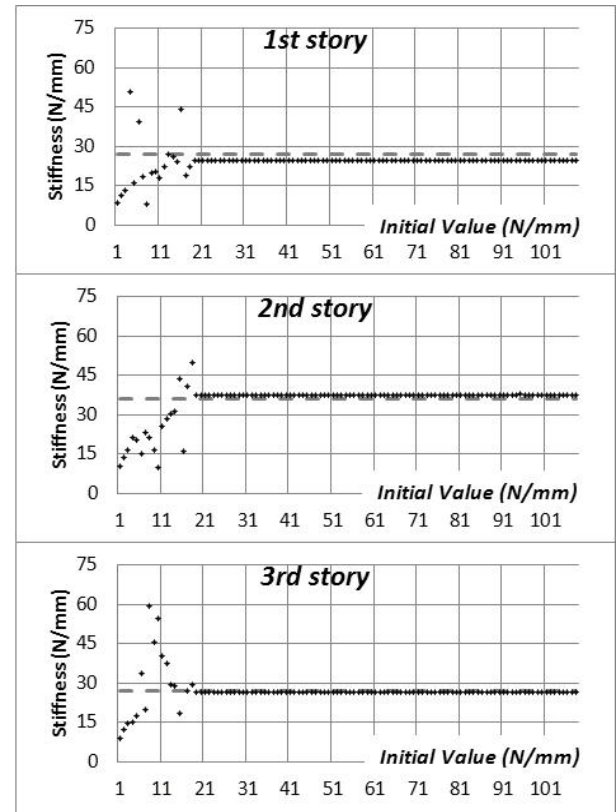 75
1st story
60
45
30
15
0
Stiffness (N/mm)
Initial Value (N/mm)
1 11 21 31 41 51 61 71 81 91 101
75
2nd story
60
45
30
15
0
Stiffness (N/mm)
Initial Value (N/mm)
1 11 21 31 41 51 61 71 81 91 101
75
3rd story
60
45
30
15
0
Stiffness (N/mm)
Initial Value (N/mm)
1 11 21 31 41 51 61 71 81 91 101